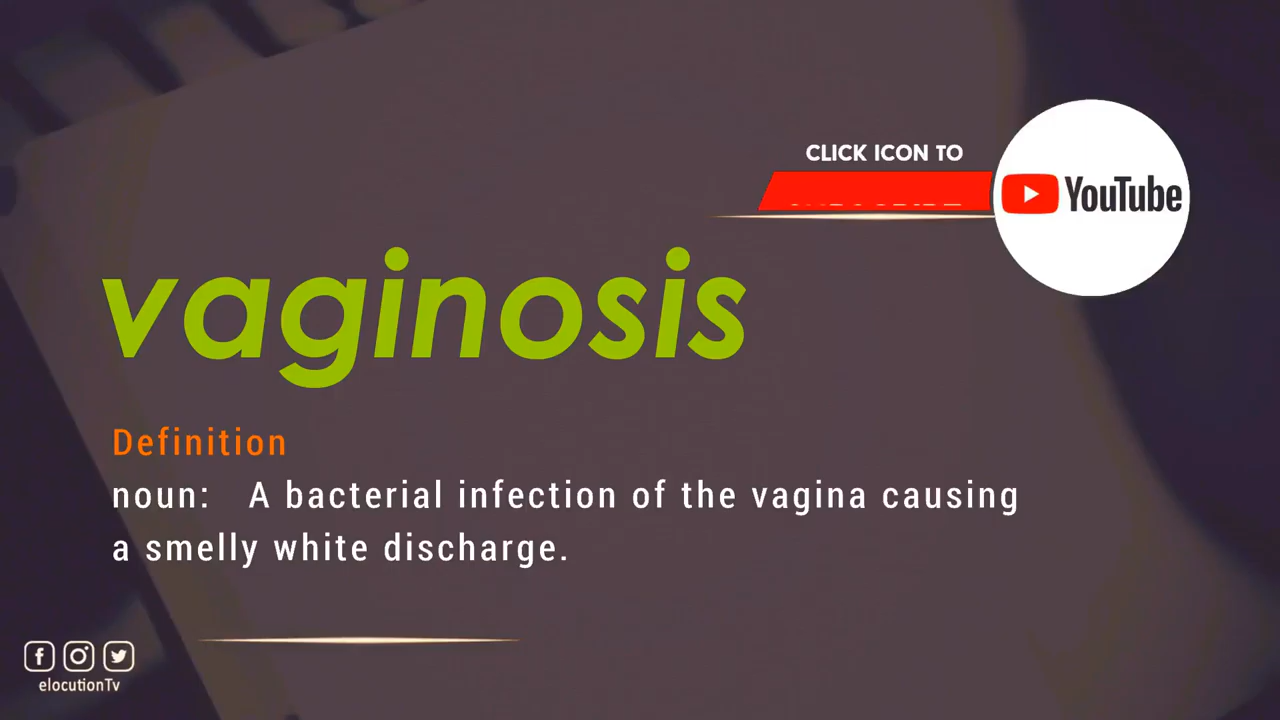 CLICK ICON TO
YouTube
vaginosis
Definition
noun: A bacterial infection of the vagina causing
a smelly white discharge.
elocutionTv